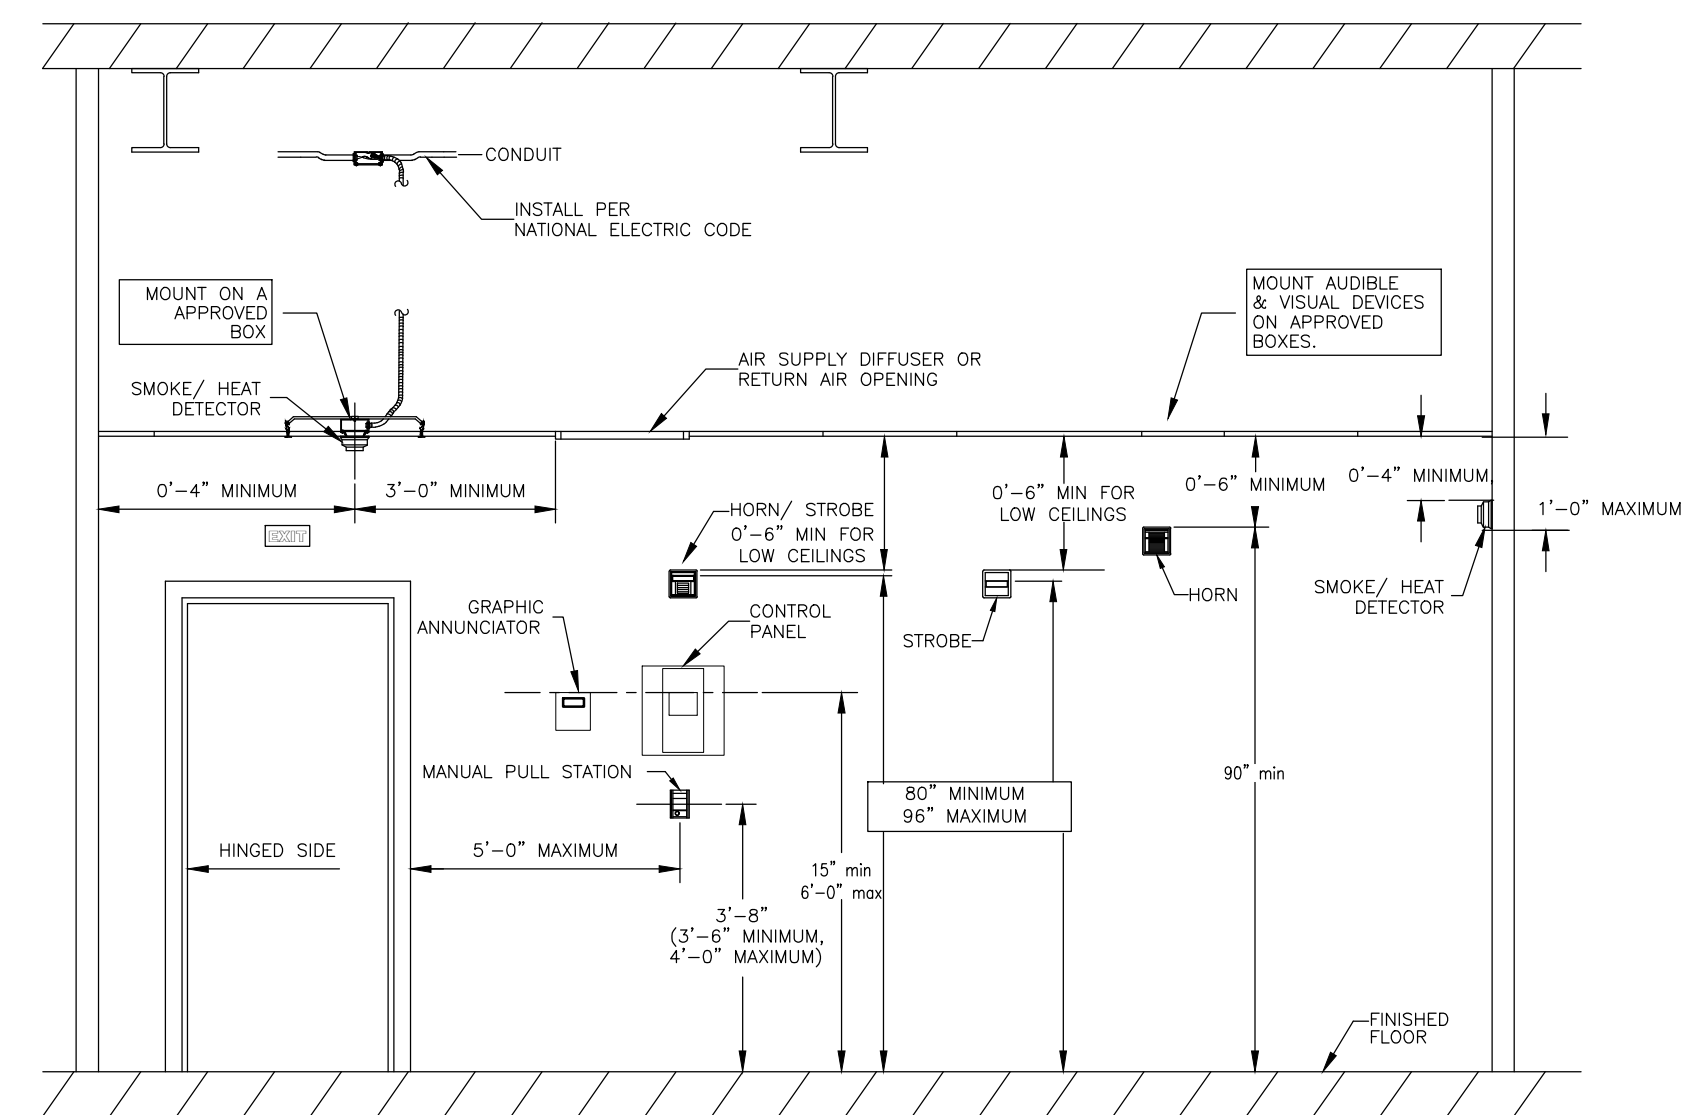 CONDUIT
INSTALL PER
NATIONAL ELECTRIC CODE
MOUNT ON A
APPROVED
BOX
MOUNT AUDIBLE
& VISUAL DEVICES
ON APPROVED
BOXES.
AIR SUPPLY DIFFUSER OR
RETURN AIR OPENING
SMOKE/ HEAT
DETECTOR
0'-4" MINIMUM
3'-0" MINIMUM
HORN/ STROBE
0'-6" MIN FOR
LOW CEILINGS
0'-6" MIN FOR
LOW CEILINGS
0'-6" MINIMUM
0'-4" MINIMUM,
1'-0" MAXIMUM
EXIT
GRAPHIC
ANNUNCIATOR
CONTROL
PANEL
STROBE
HORN
SMOKE/ HEAT
DETECTOR
MANUAL PULL STATION
80" MINIMUM
96" MAXIMUM
90" min
HINGED SIDE
5'-0" MAXIMUM
15" min
6'-0" max
3'-8"
(3'-6" MINIMUM,
4'-0" MAXIMUM)
FINISHED
FLOOR